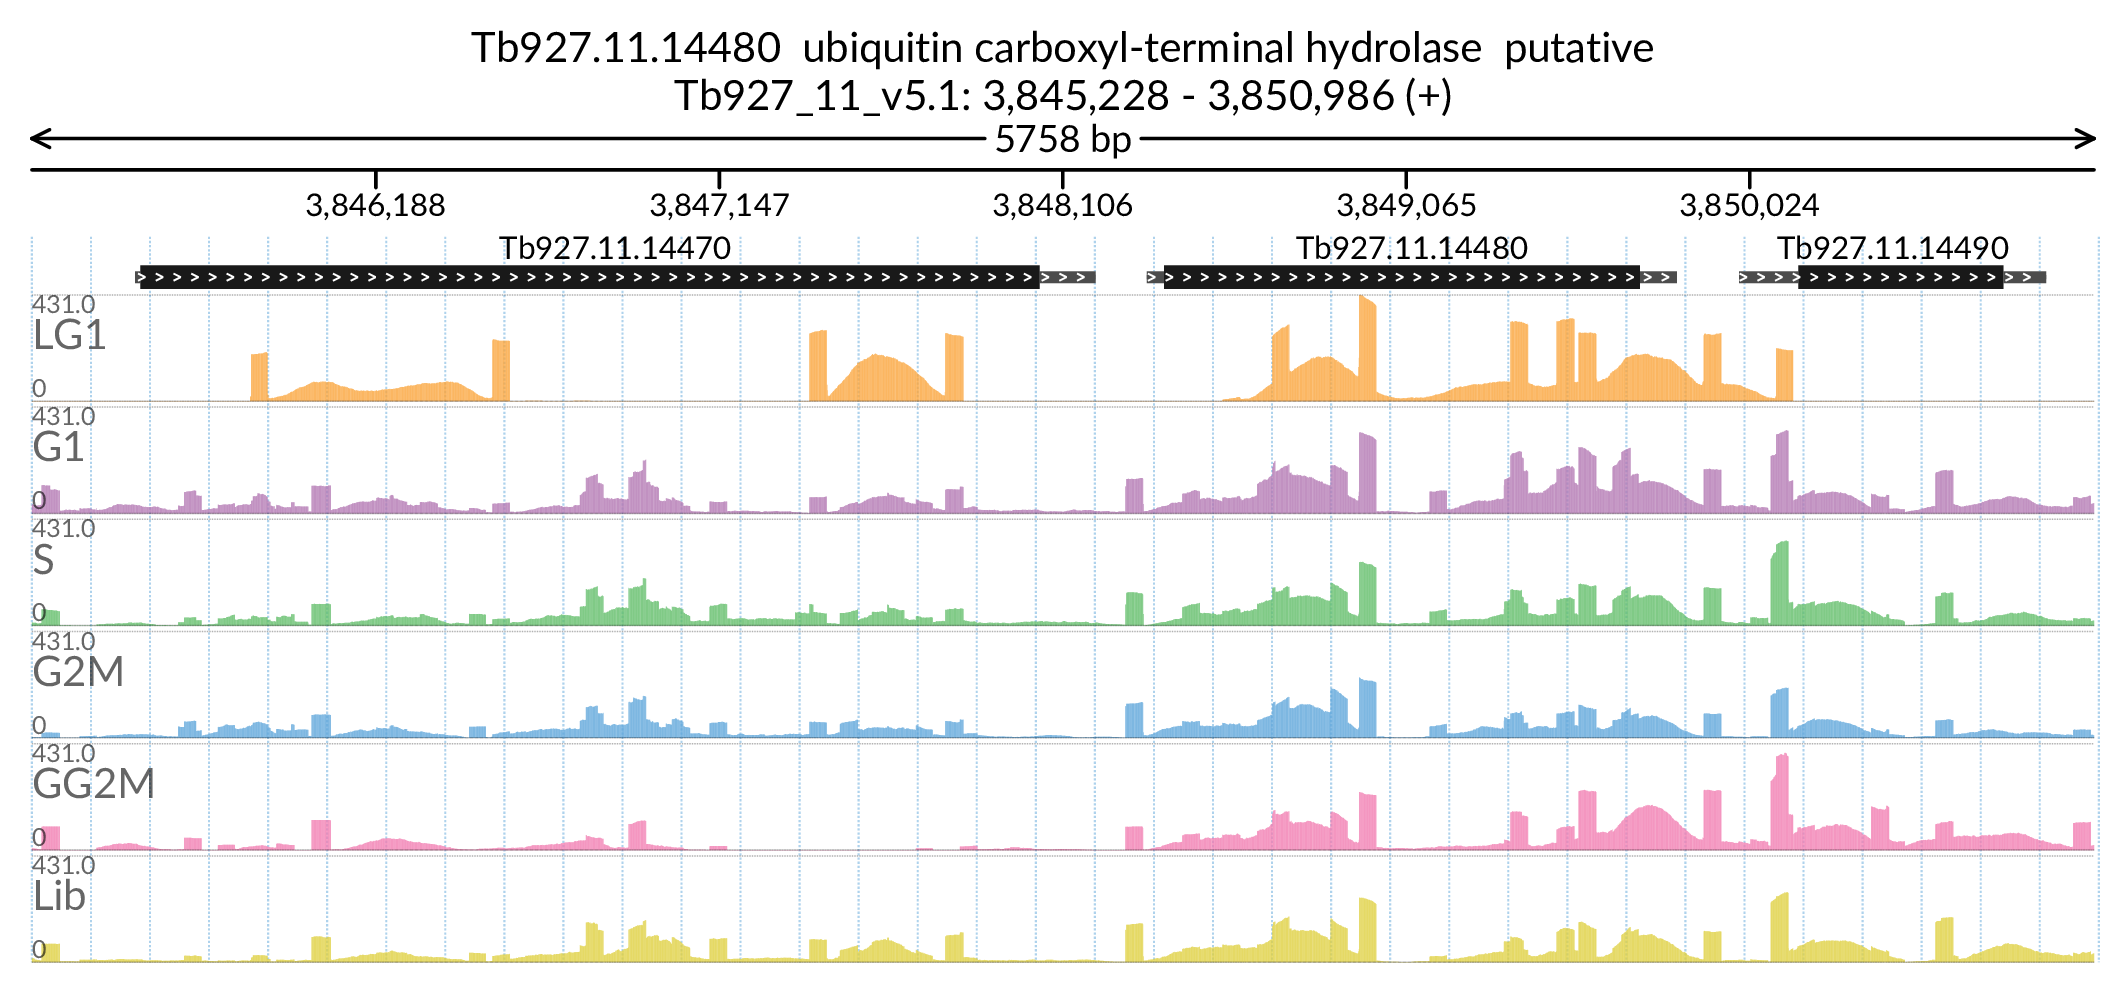 Tb927.11.14480  ubiquitin carboxyl-terminal hydrolase  putative
Tb927_11_v5.1: 3,845,228 - 3,850,986 (+)
5758 bp
3,846,188 3,847,147 3,848,106 3,849,065 3,850,024
Tb927.11.14470 Tb927.11.14480 Tb927.11.14490
431.0
LG1
0
431.0
G1
0
431.0
S
0
431.0
G2M
0
431.0
GG2M
0
431.0
Lib
0